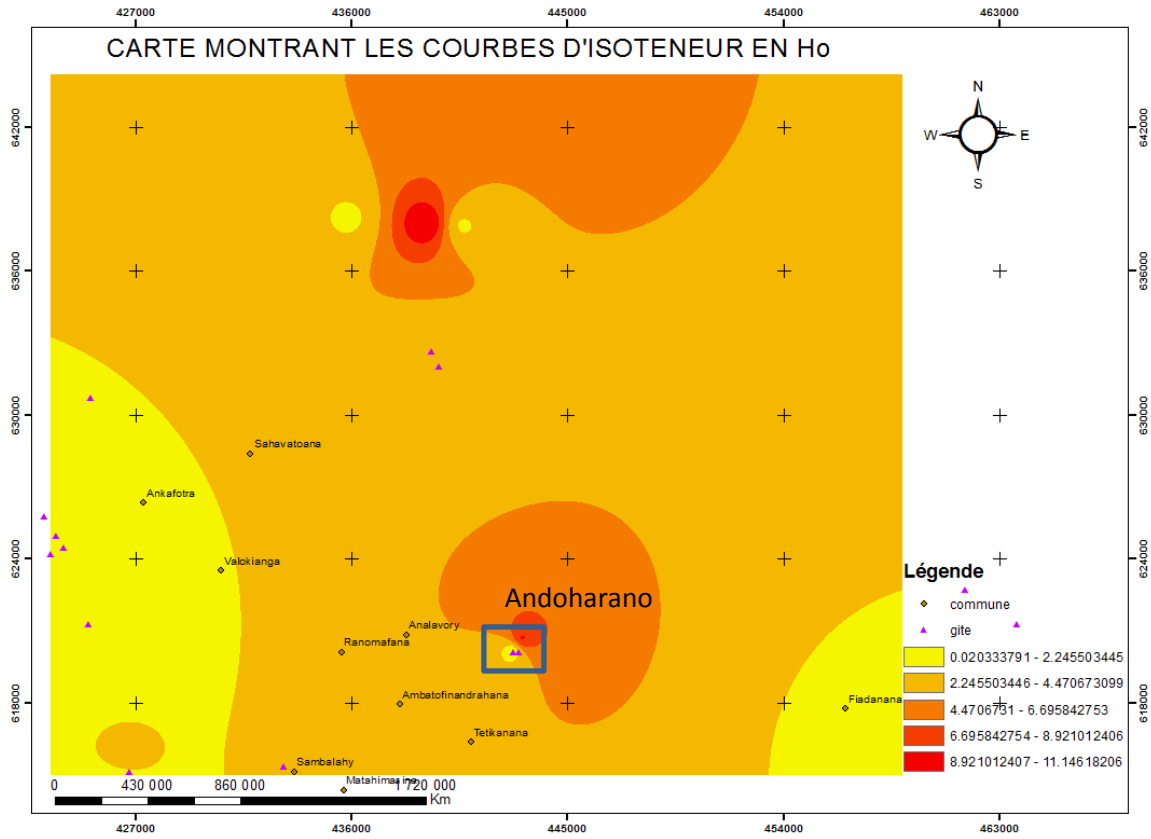 427000 436000 445000 454000 463000
CARTE MONTRANT LES COURBES D'ISOTENEUR EN Ho
N
W E
S
642000 642000
636000 636000
630000 630000
Sahavatoana
Ankafotra
624000 624000
Valokianga
Légende
Andoharano
commune
Analavory
gite
Ranomafana
0.020333791 - 2.245503445
2.245503446 - 4.470673099
Ambatofinandrahana
Fiadanana
618000 618000
4.4706731 - 6.695842753
Tetikanana
6.695842754 - 8.921012406
Sambalahy
8.921012407 - 11.14618206
0 430 000 860 000 1 720 000
Km
427000 436000 445000 454000 463000